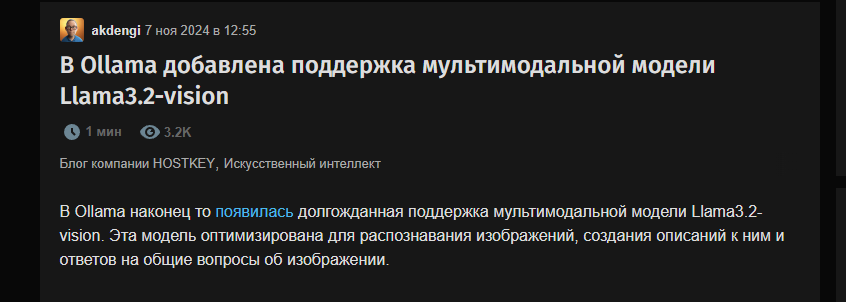 akdengi 7 ноя 2024 в 12:55
В Ollama добавлена поддержка мультимодальной модели
Llama3.2-vision
1 мин 3.2K
Блог компании HOSTKEY, Искусственный интеллект
В Ollama наконец то появилась долгожданная поддержка мультимодальной модели Llama3.2-
vision. Эта модель оптимизирована для распознавания изображений, создания описаний к ним и
ответов на общие вопросы об изображении.